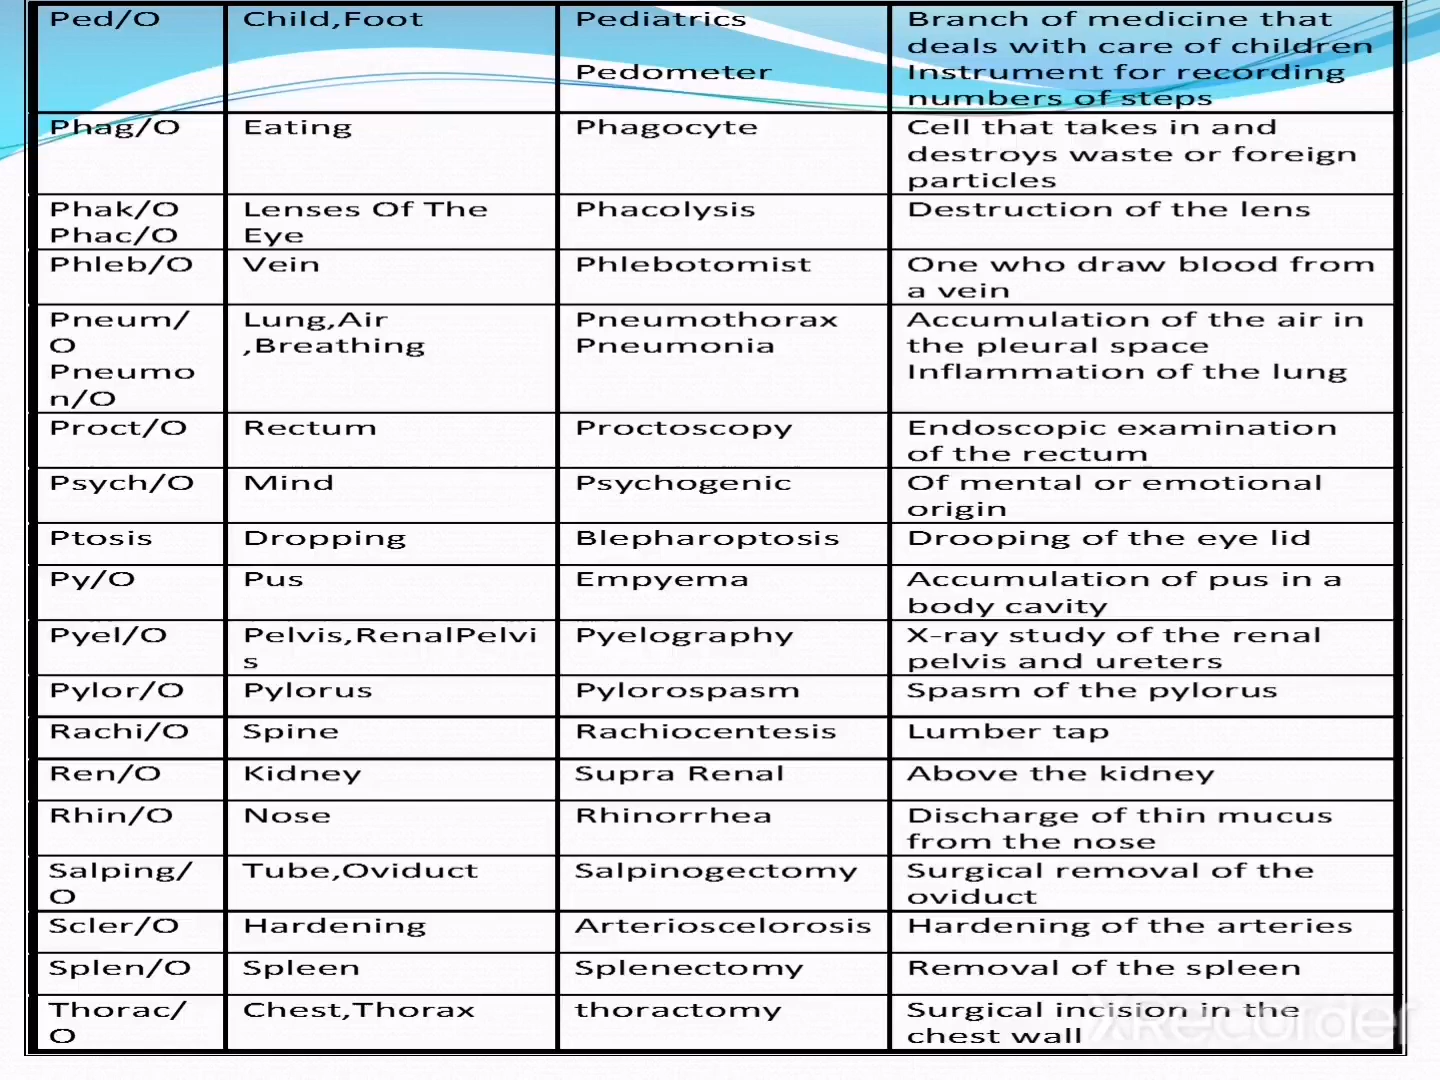 Ped/O Child,Foot Pediatrics Branch of medicine that
deals with care of children
Pedometer Instrument for recording
numbers of steps
Phag/O Eating Phagocyte Cell that takes in and
destroys waste or foreign
particles
Phak/O Lenses Of The Phacolysis Destruction of the lens
Phac/O Eye
Phleb/O Vein Phlebotomist One who draw blood from
a vein
Pneum/ Lung,Air Pneumothorax Accumulation of the air in
O ,Breathing Pneumonia the pleural space
Pneumo Inflammation of the lung
n/O
Proct/O Rectum Proctoscopy Endoscopic examination
of the rectum
Psych/O Mind Psychogenic Of mental or emotional
origin
Ptosis Dropping Blepharoptosis Drooping of the eye lid
Py/O Pus Empyema Accumulation of pus in a
body cavity
Pyel/O Pelvis,RenalPelvi Pyelography X-ray study of the renal
s pelvis and ureters
Pylor/O Pylorus Pylorospasm Spasm of the pylorus
Rachi/O Spine Rachiocentesis Lumber tap
Ren/O Kidney Supra Renal Above the kidney
Rhin/O Nose Rhinorrhea Discharge of thin mucus
from the nose
Salping/ Tube,Oviduct Salpinogectomy Surgical removal of the
O oviduct
Scler/O Hardening Arterioscelorosis Hardening of the arteries
Splen/O Spleen Splenectomy Removal of the spleen
Thorac/ Chest,Thorax thoractomy Surgical incision in the
O chest wall
XRecorder